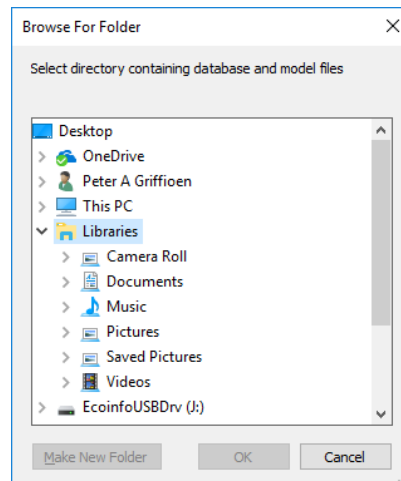 Browse For Folder
Select directory containing database and model files
Desktop
OneDrive
Peter A Griffioen
This PC
Libraries
Camera Roll
Documents
Music
Pictures
Saved Pictures
Videos
EcoinfoUSBDrv (J:)
Make New Folder OK Cancel